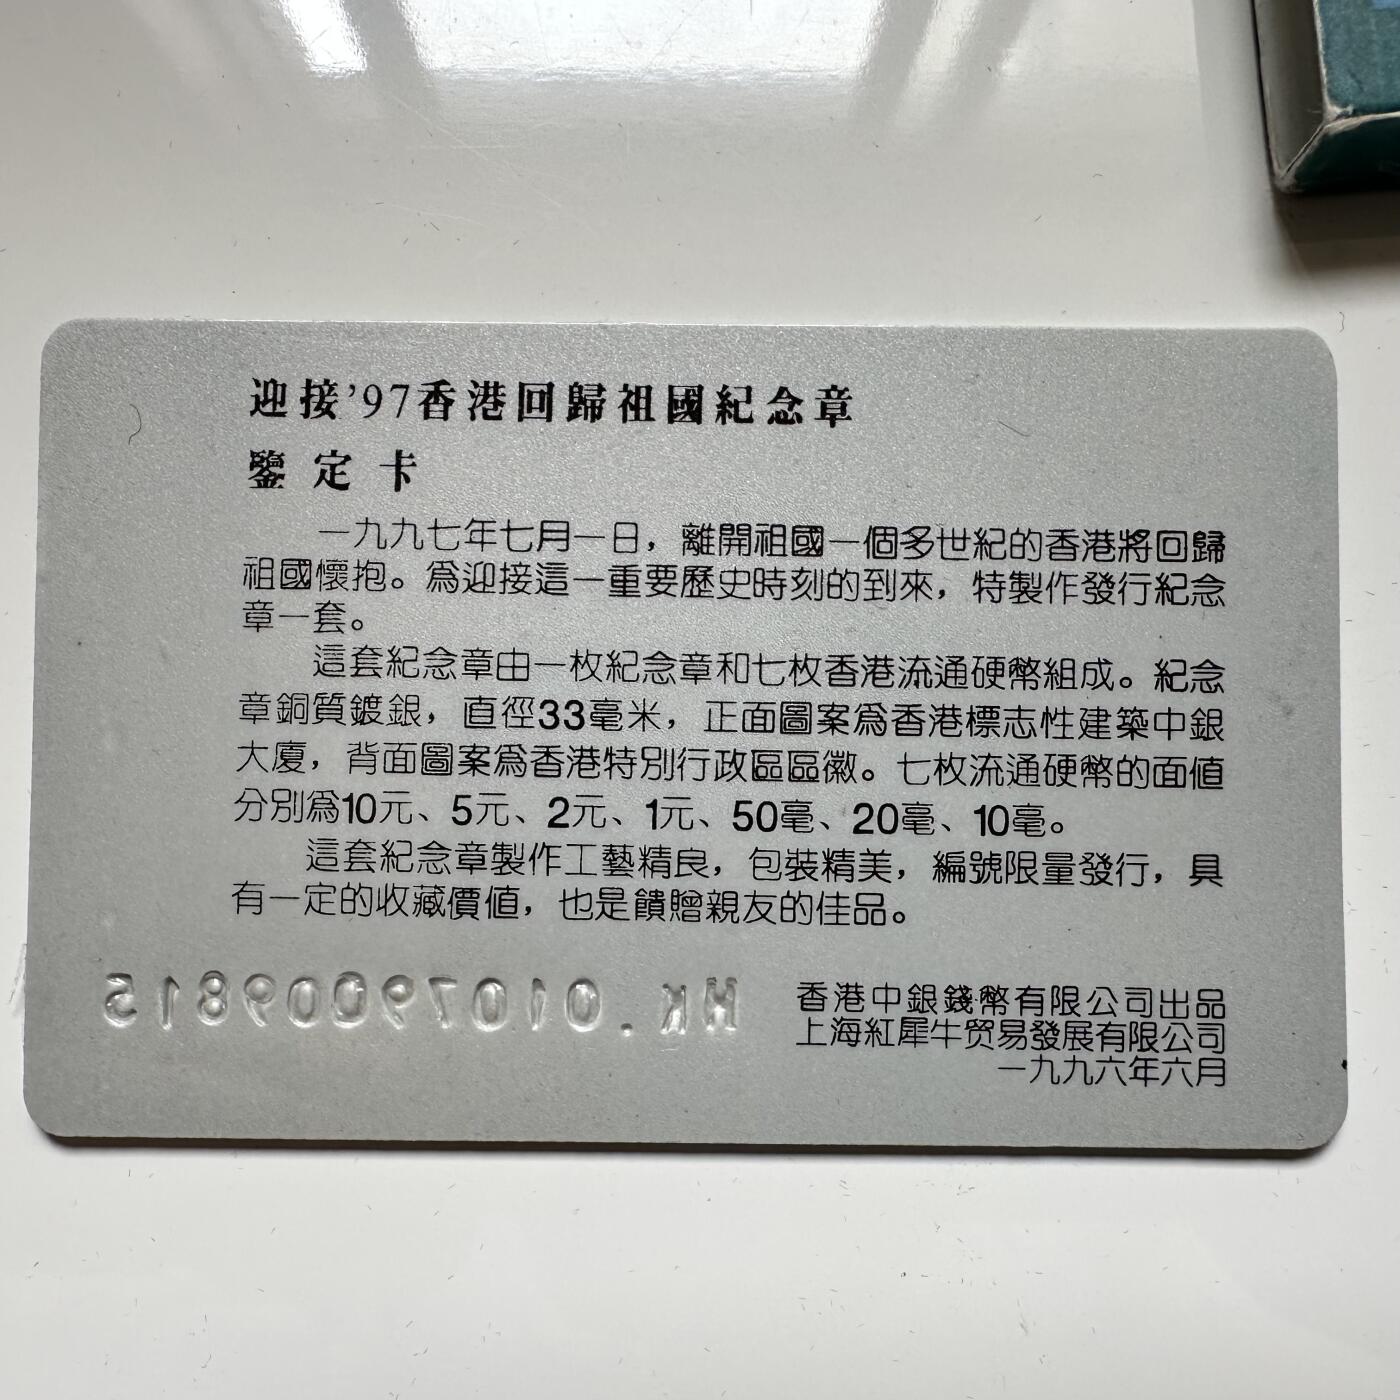 迎接’97香港回歸祖國紀念章
鑒定卡
一九九七年七月一日，離開祖國一個多世紀的香港將回歸
祖國懷抱。爲迎接這一重要歷史時刻的到來，特製作發行紀念
章一套。
這套紀念章由一枚紀念章和七枚香港流通硬幣組成。紀念
章銅質鍍銀，直徑33毫米，正面圖案爲香港標志性建築中銀
大廈，背面圖案爲香港特別行政區區徽。七枚流通硬幣的面值
分別爲10元、5元、2元、1元、50毫、20毫、10毫。
這套紀念章製作工藝精良，包裝精美，編號限量發行，具
有一定的收藏價值，也是饋贈親友的佳品。
HK.01079009815
香港中銀錢幣有限公司出品
上海紅犀牛贸易發展有限公司
一九九六年六月